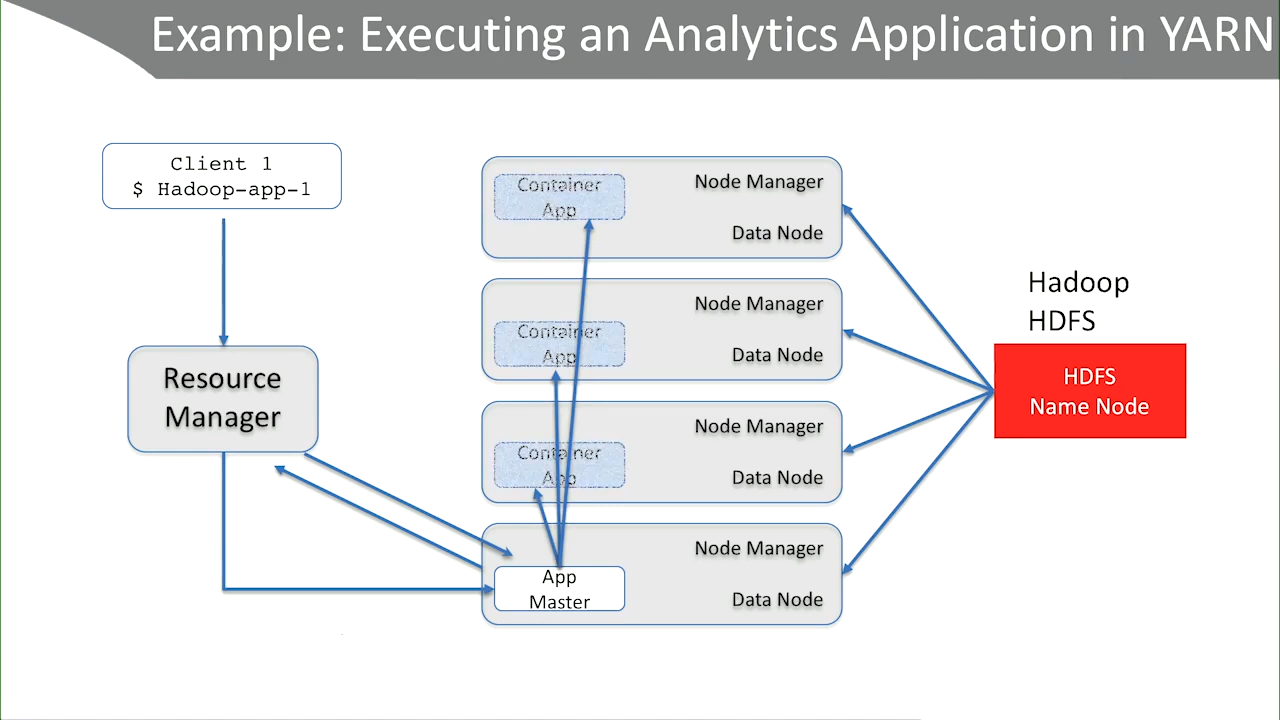 Example: Executing an Analytics Application in YARN
Client 1
$ Hadoop-app-1
Resource
Manager
Container
App
Node Manager
Data Node
Container
App
Node Manager
Data Node
Container
App
Node Manager
Data Node
App
Master
Node Manager
Data Node
Hadoop
HDFS
HDFS
Name Node